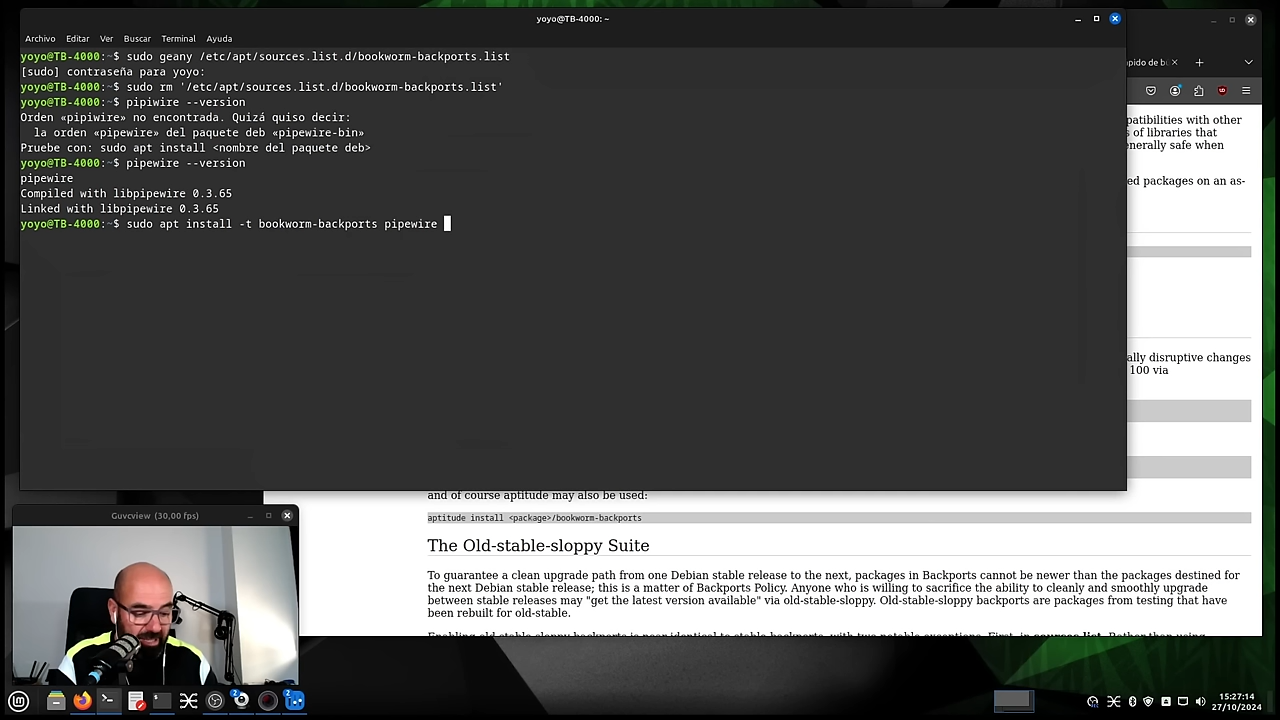 yoyo@TB-4000: ~
Archivo Editar Ver Buscar Terminal Ayuda
yoyo@TB-4000:~$ sudo geany /etc/apt/sources.list.d/bookworm-backports.list
[sudo] contraseña para yoyo:
yoyo@TB-4000:~$ sudo rm '/etc/apt/sources.list.d/bookworm-backports.list'
yoyo@TB-4000:~$ pipiwire --version
Orden «pipiwire» no encontrada. Quizá quiso decir:
la orden «pipewire» del paquete deb «pipewire-bin»
Pruebe con: sudo apt install <nombre del paquete deb>
yoyo@TB-4000:~$ pipewire --version
pipewire
Compiled with libpipewire 0.3.65
Linked with libpipewire 0.3.65
yoyo@TB-4000:~$ sudo apt install -t bookworm-backports pipewire
patibilities with other
s of libraries that
enerally safe when
ed packages on an as-
ally disruptive changes
100 via
and of course aptitude may also be used:
aptitude install <package>/bookworm-backports
The Old-stable-sloppy Suite
To guarantee a clean upgrade path from one Debian stable release to the next, packages in Backports cannot be newer than the packages destined for
the next Debian stable release; this is a matter of Backports Policy. Anyone who is willing to sacrifice the ability to cleanly and smoothly upgrade
between stable releases may "get the latest version available" via old-stable-sloppy. Old-stable-sloppy backports are packages from testing that have
been rebuilt for old-stable.
Guvcview (30,00 fps)
15:27:14
27/10/2024